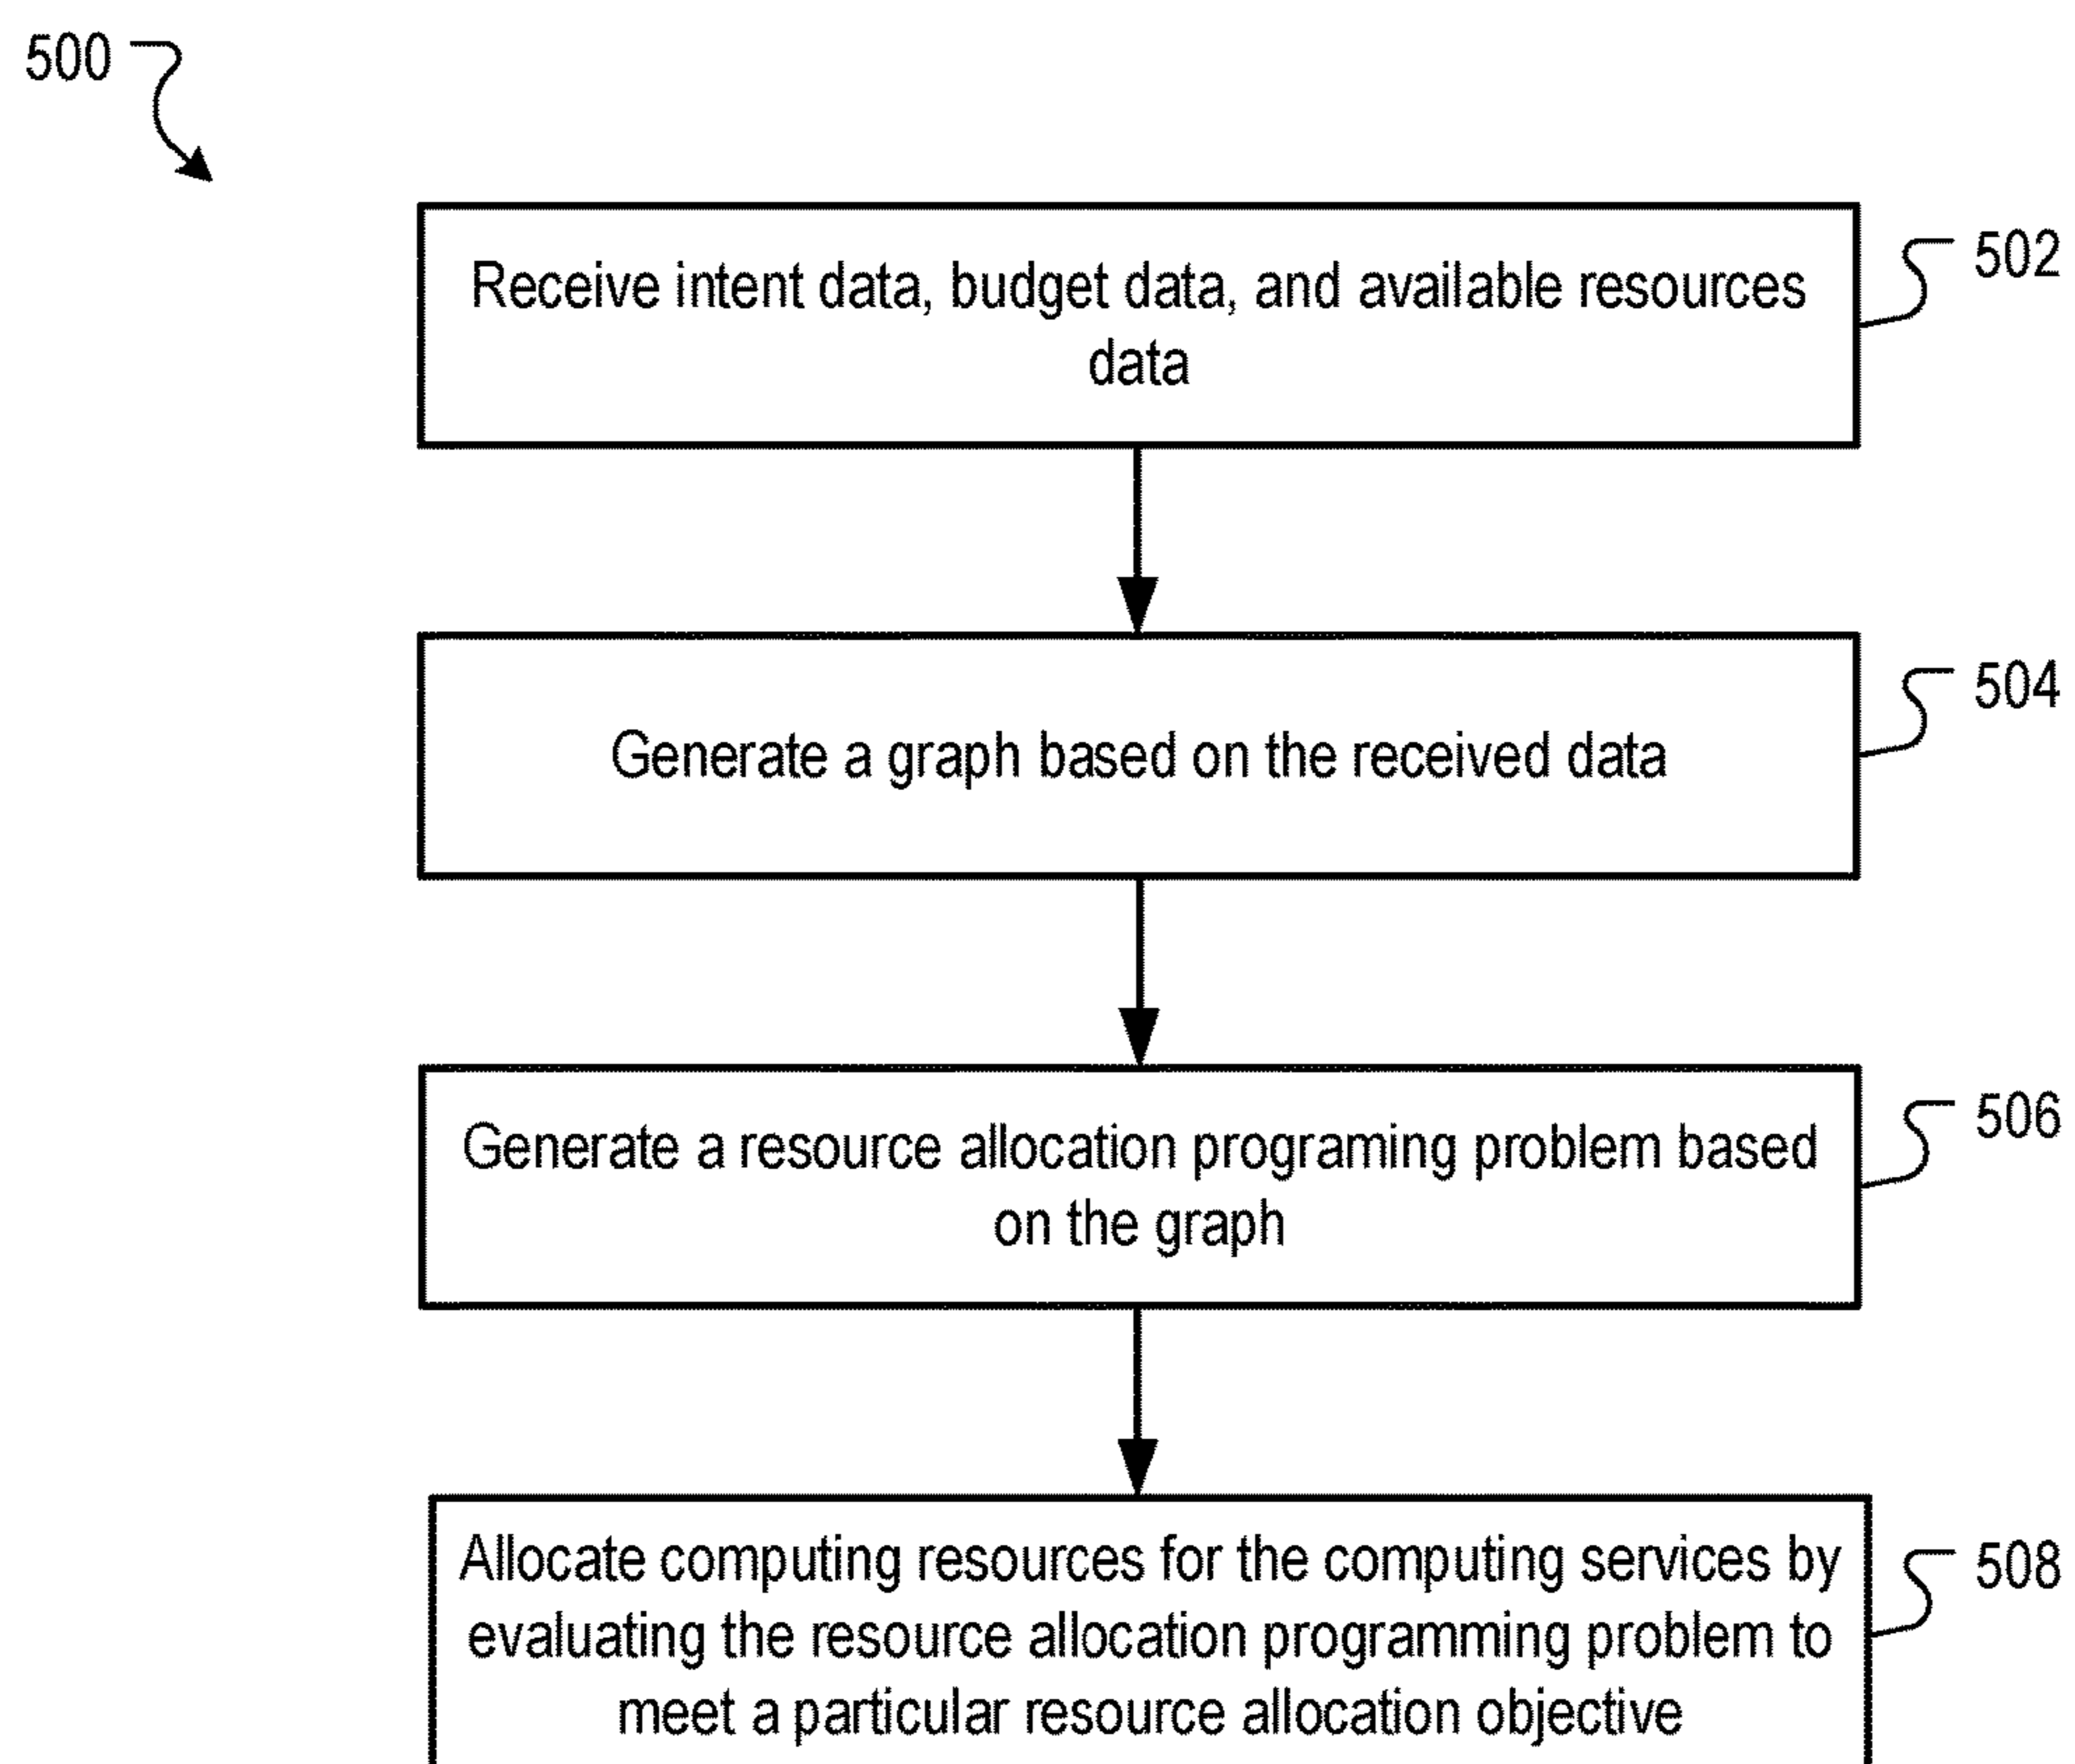 500
Receive intent data, budget data, and available resources
data
502
Generate a graph based on the received data
504
Generate a resource allocation programing problem based
on the graph
506
Allocate computing resources for the computing services by
evaluating the resource allocation programming problem to
meet a particular resource allocation objective
508